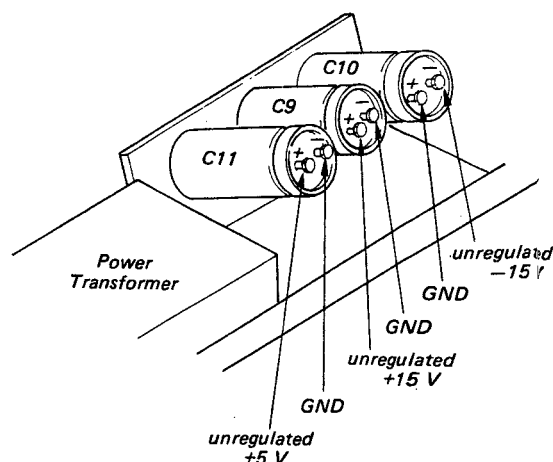 C10
C9
C11
+
−
+
−
+
−
Power
Transformer
unregulated
−15 V
GND
GND
unregulated
+15 V
GND
unregulated
+5 V